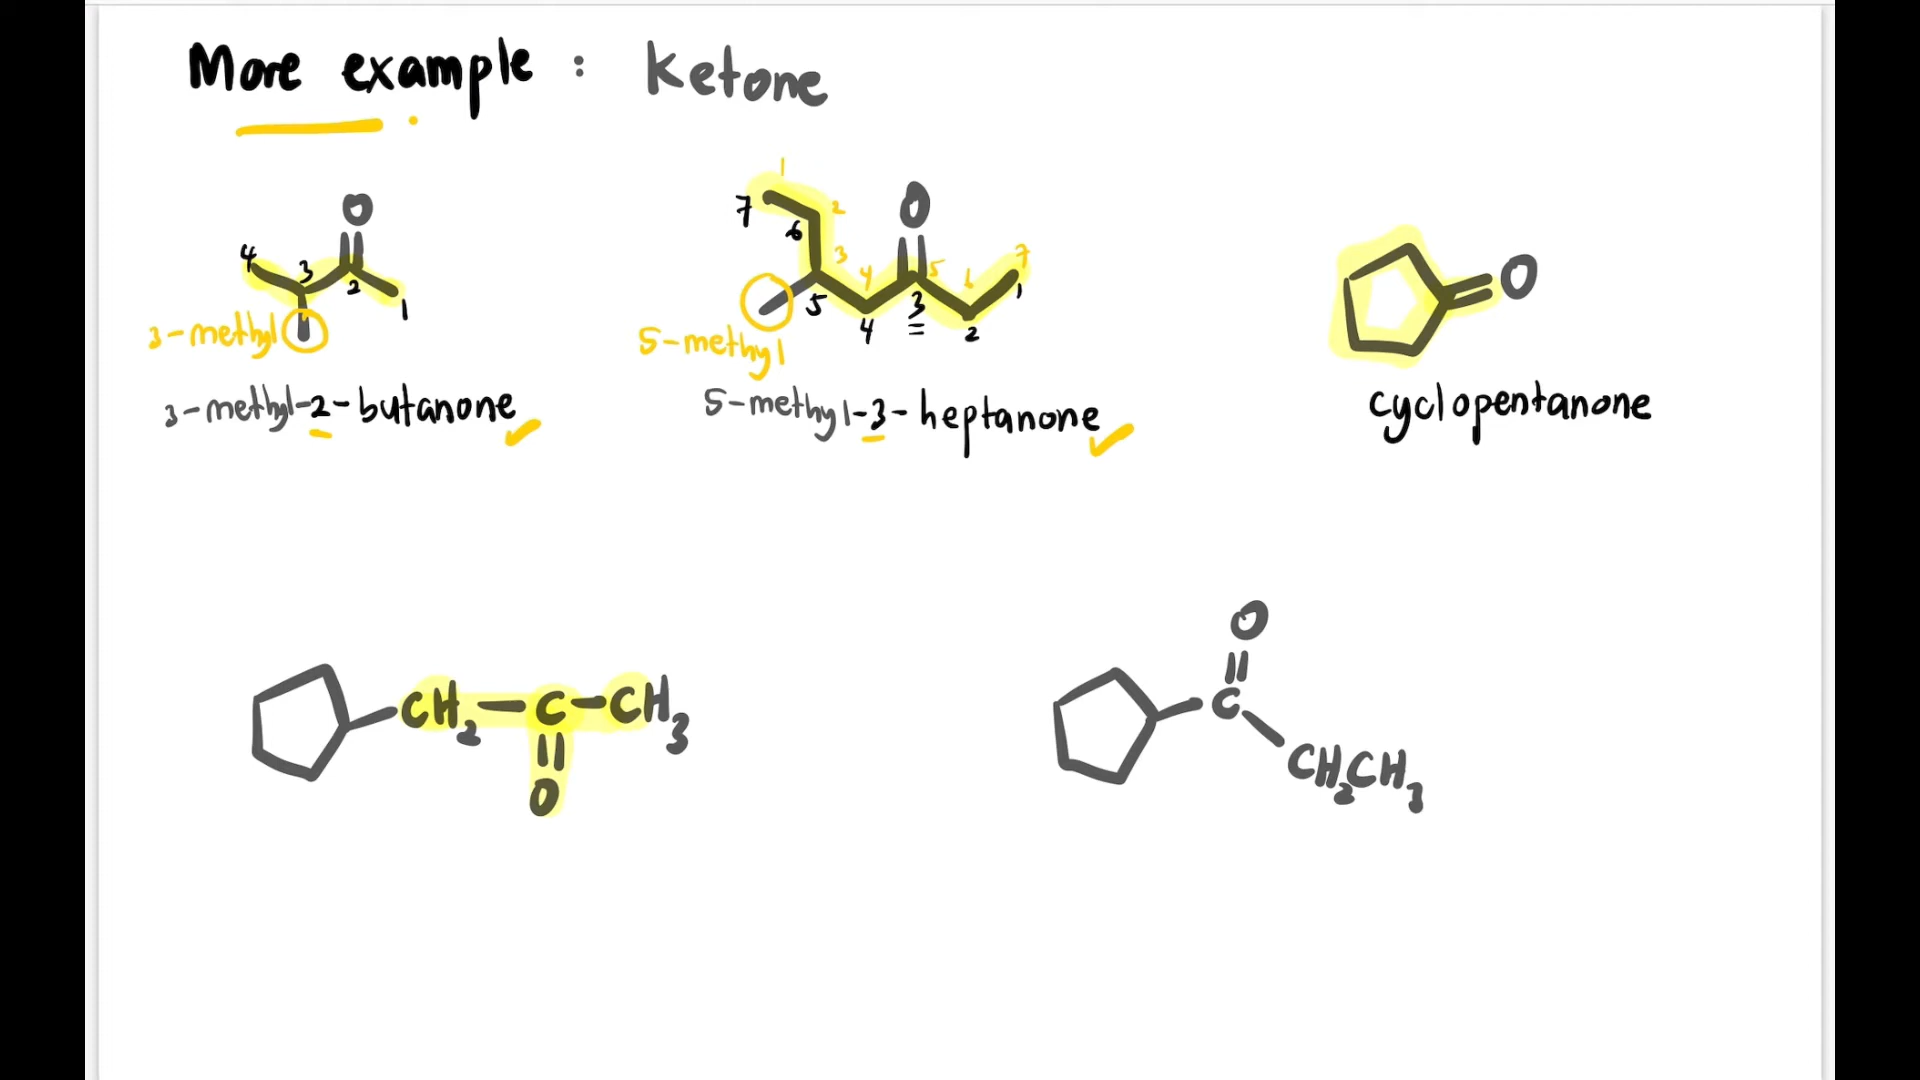 More example : Ketone
O
4 3 2 1
3-methyl
3-methyl-2-butanone
1 2 3 4 5 6 7
O
7 6 5 4 3 2 1
5-methyl
5-methyl-3-heptanone
O
cyclopentanone
CH2-C-CH3
O
O
C
CH2CH3